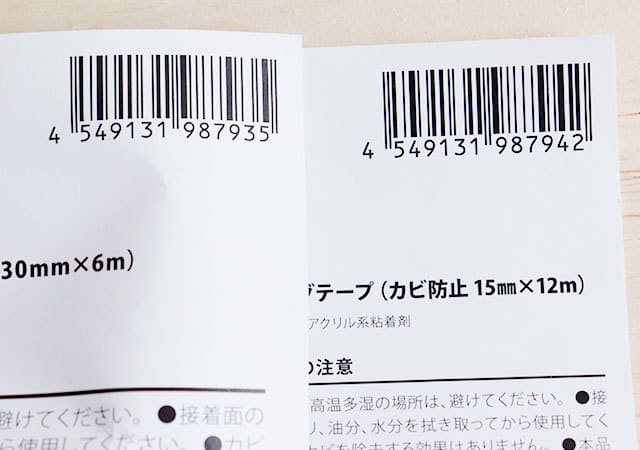 4 549131 987935
30mm×6m）
避けてください。●接着面の
ら使用してください。●カビ
4 549131 987942
グテープ（カビ防止 15㎜×12m）
アクリル系粘着剤
の注意
高温多湿の場所は、避けてください。●接
り、油分、水分を拭き取ってから使用してく
カビを除去する効果はありません。●本品